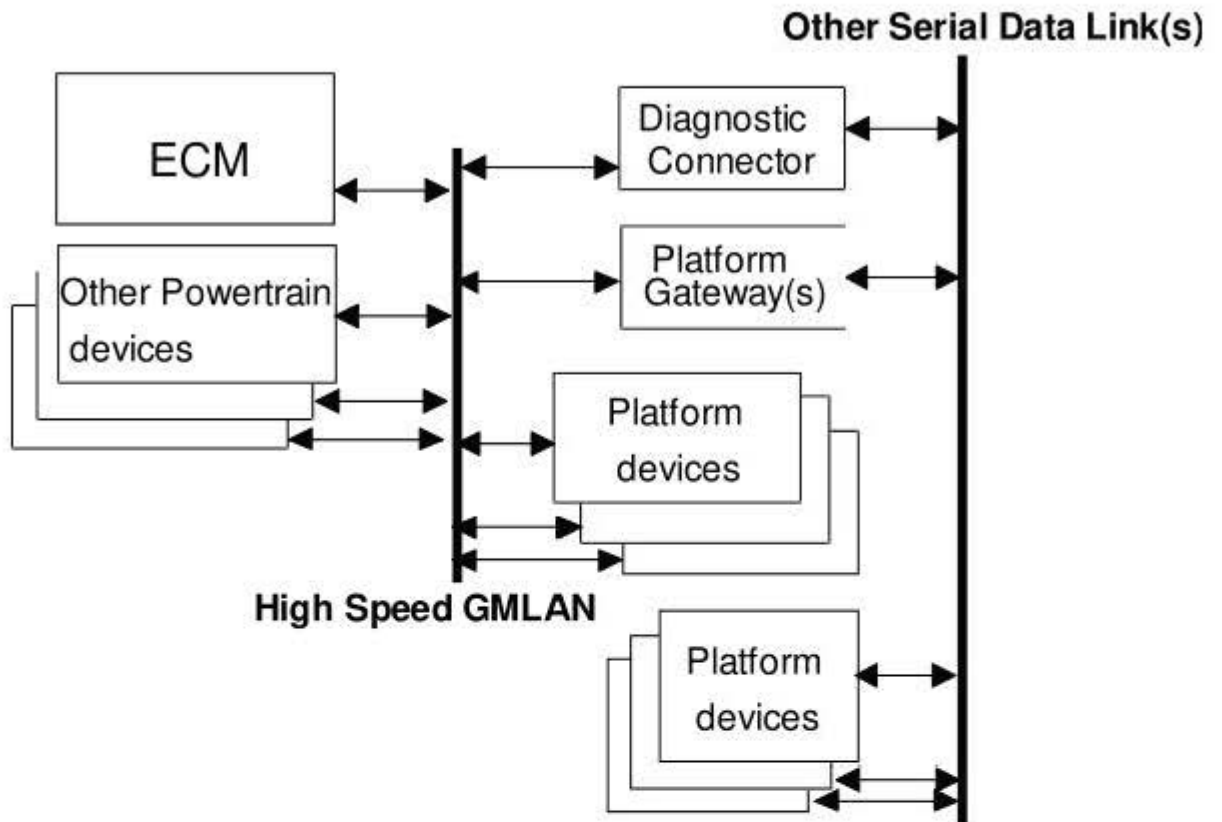 Other Serial Data Link(s)
ECM
Diagnostic
Connector
Other Powertrain
devices
Platform
Gateway(s)
Platform
devices
High Speed GMLAN
Platform
devices